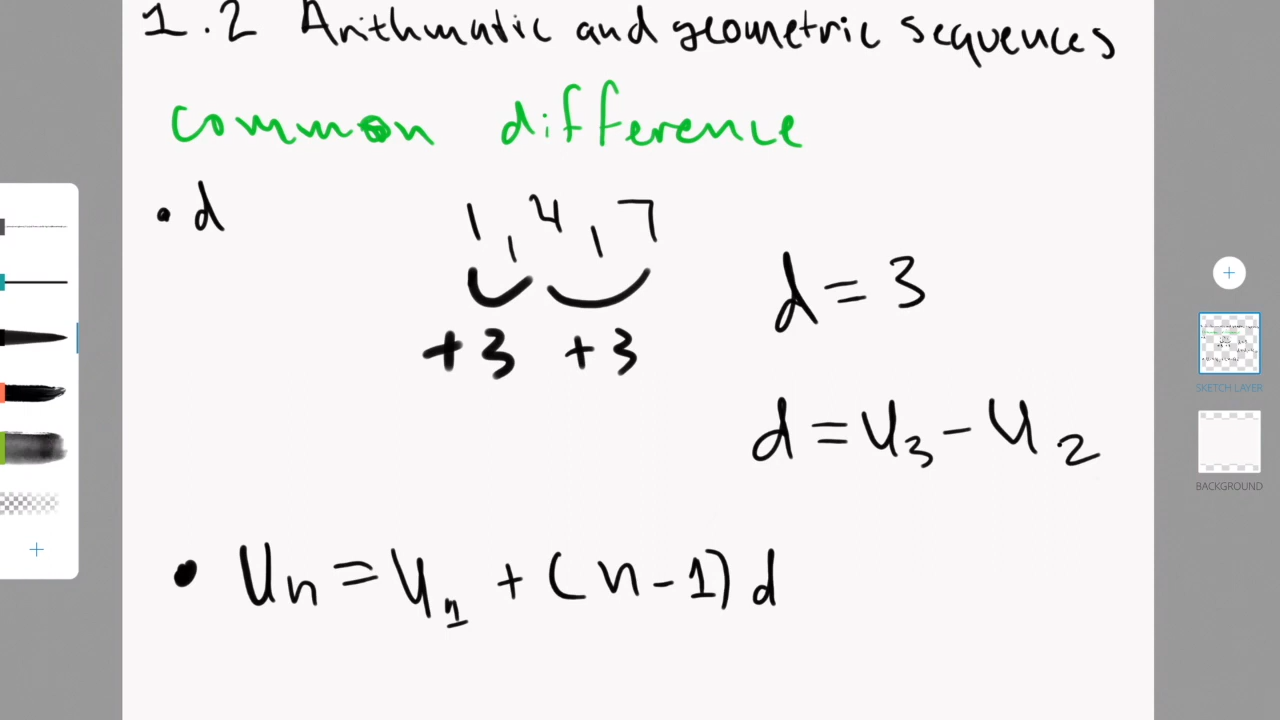 1.2 Arithmatic and geometric sequences
common difference
• d
1, 4, 7
+3 +3
d = 3
d = u₃ - u₂
• Uₙ = u₁ + (n-1) d
SKETCH LAYER
BACKGROUND